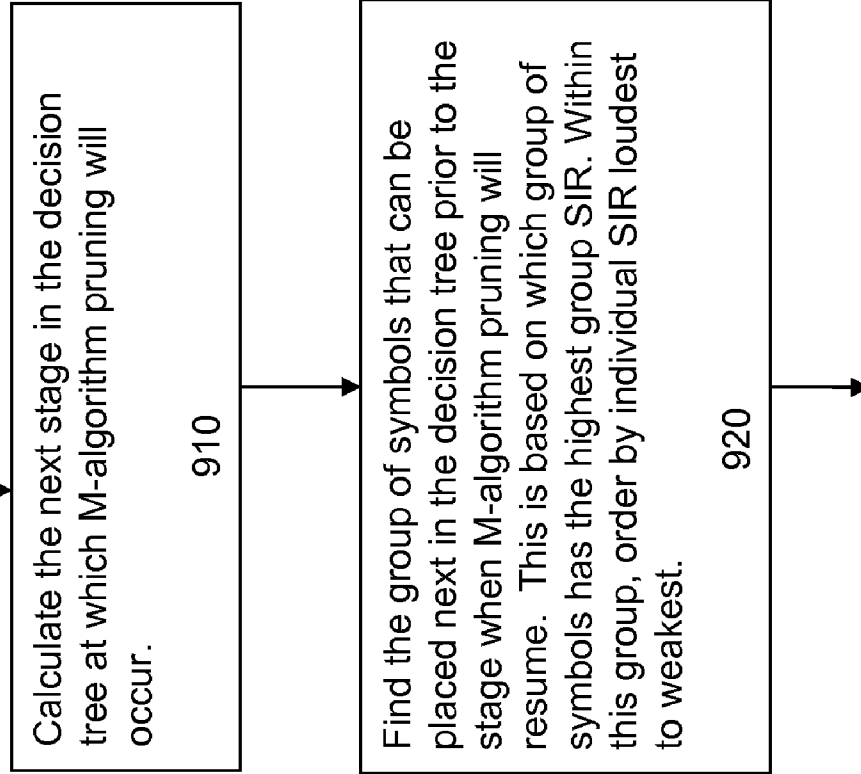 Calculate the next stage in the decision
tree at which M-algorithm pruning will
occur.
910
Find the group of symbols that can be
placed next in the decision tree prior to the
stage when M-algorithm pruning will
resume.  This is based on which group of
symbols has the highest group SIR. Within
this group, order by individual SIR loudest
to weakest.
920